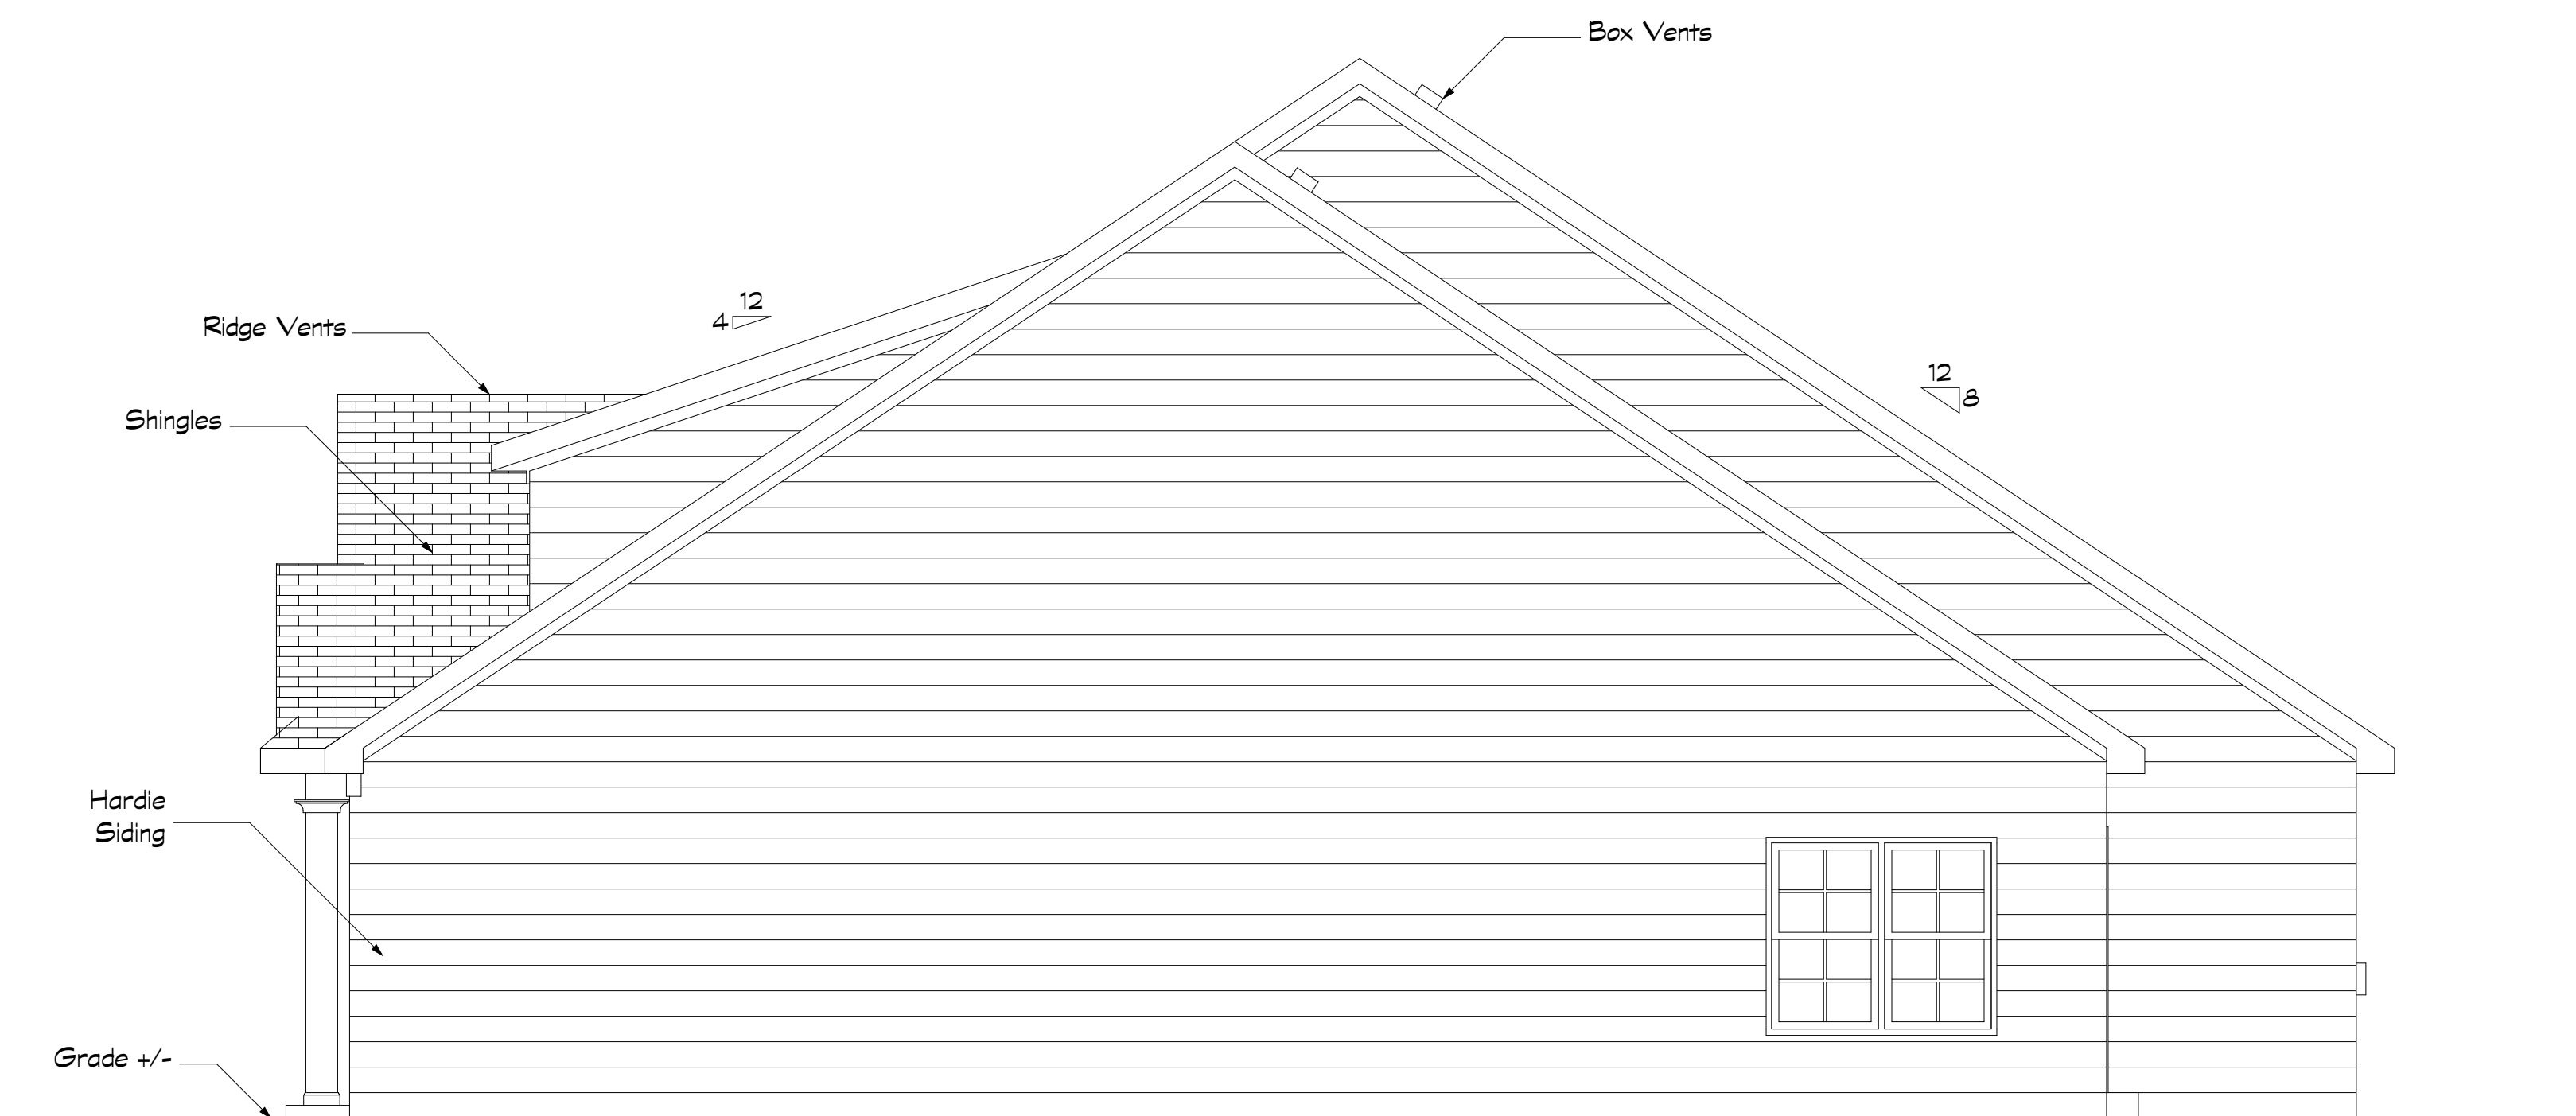 Box Vents
12
4
Ridge Vents
12
8
Shingles
Hardie
Siding
Grade +/-